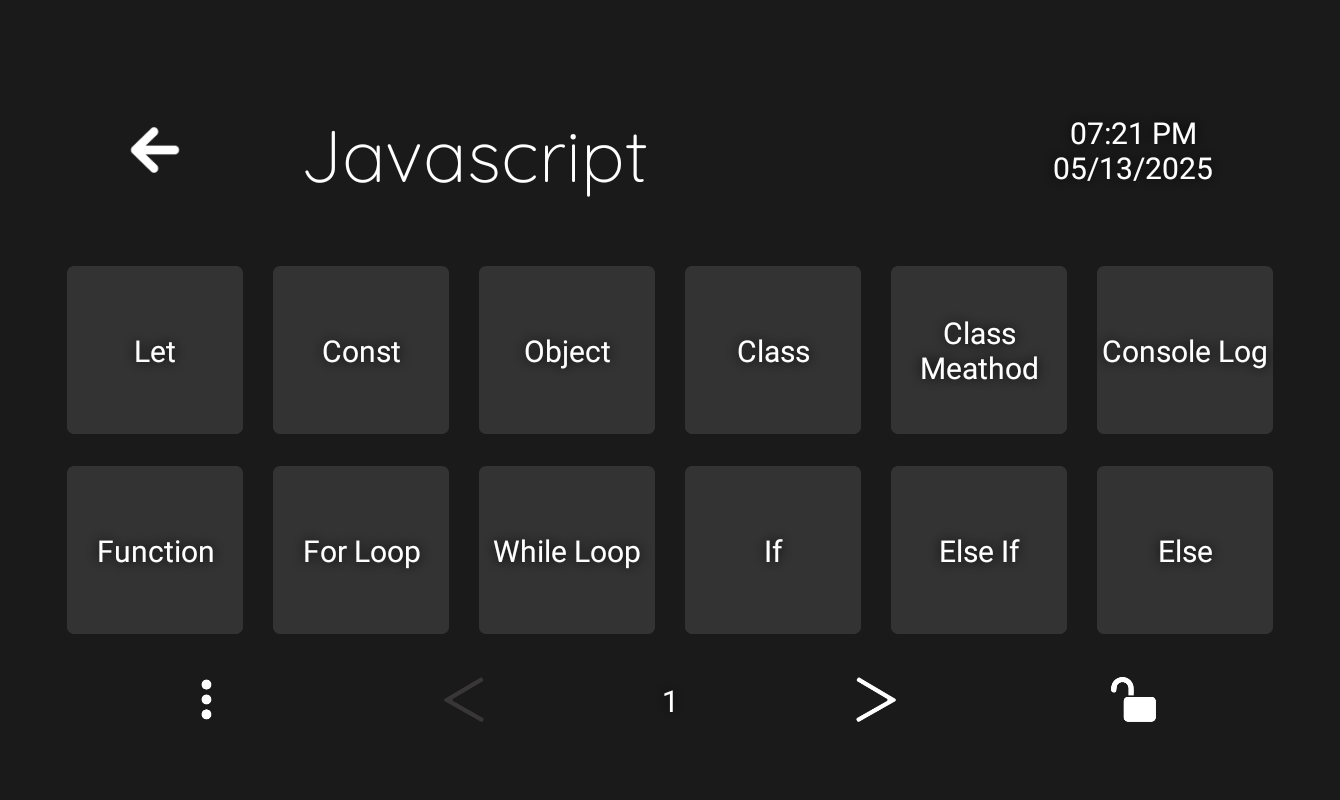 Javascript
07:21 PM
05/13/2025
Let
Const
Object
Class
Class
Meathod
Console Log
Function
For Loop
While Loop
If
Else If
Else
1